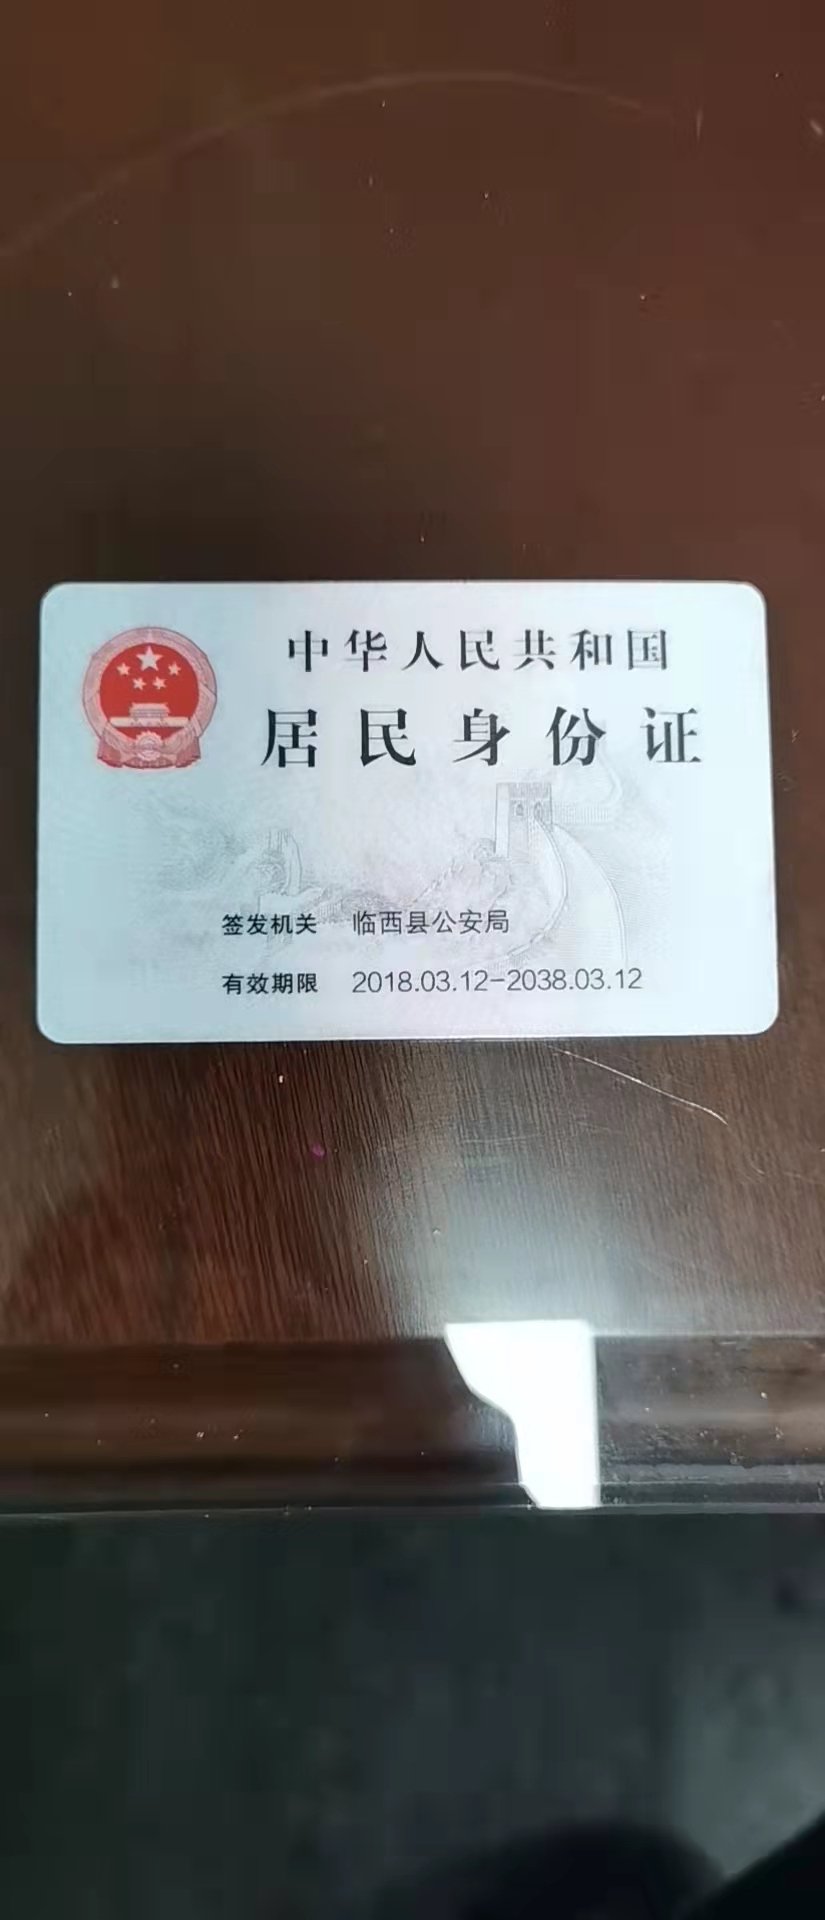 中华人民共和国
居民身份证
签发机关 临西县公安局
有效期限 2018.03.12-2038.03.12